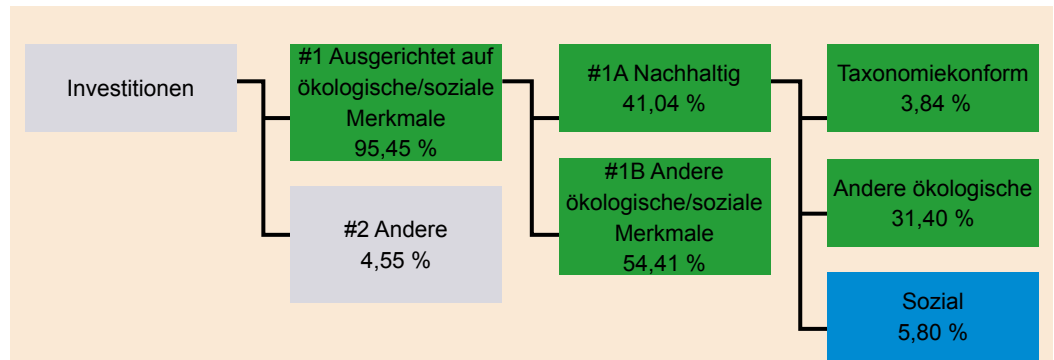 Investitionen
#1 Ausgerichtet auf
ökologische/soziale
Merkmale
95,45 %
#2 Andere
4,55 %
#1A Nachhaltig
41,04 %
#1B Andere
ökologische/soziale
Merkmale
54,41 %
Taxonomiekonform
3,84 %
Andere ökologische
31,40 %
Sozial
5,80 %